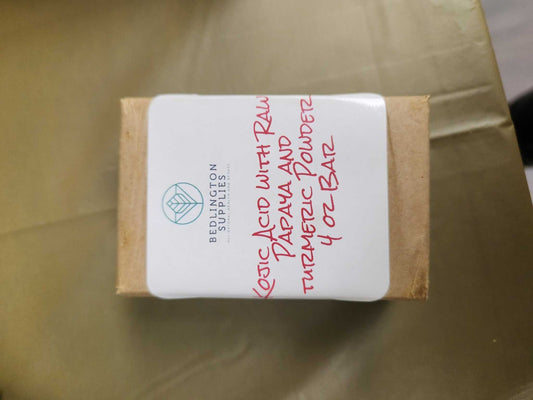 BEDLINGTON
SUPPLIES
KOJIC ACID WITH RAW
PAPAYA AND
TURMERIC POWDER
4 OZ BAR